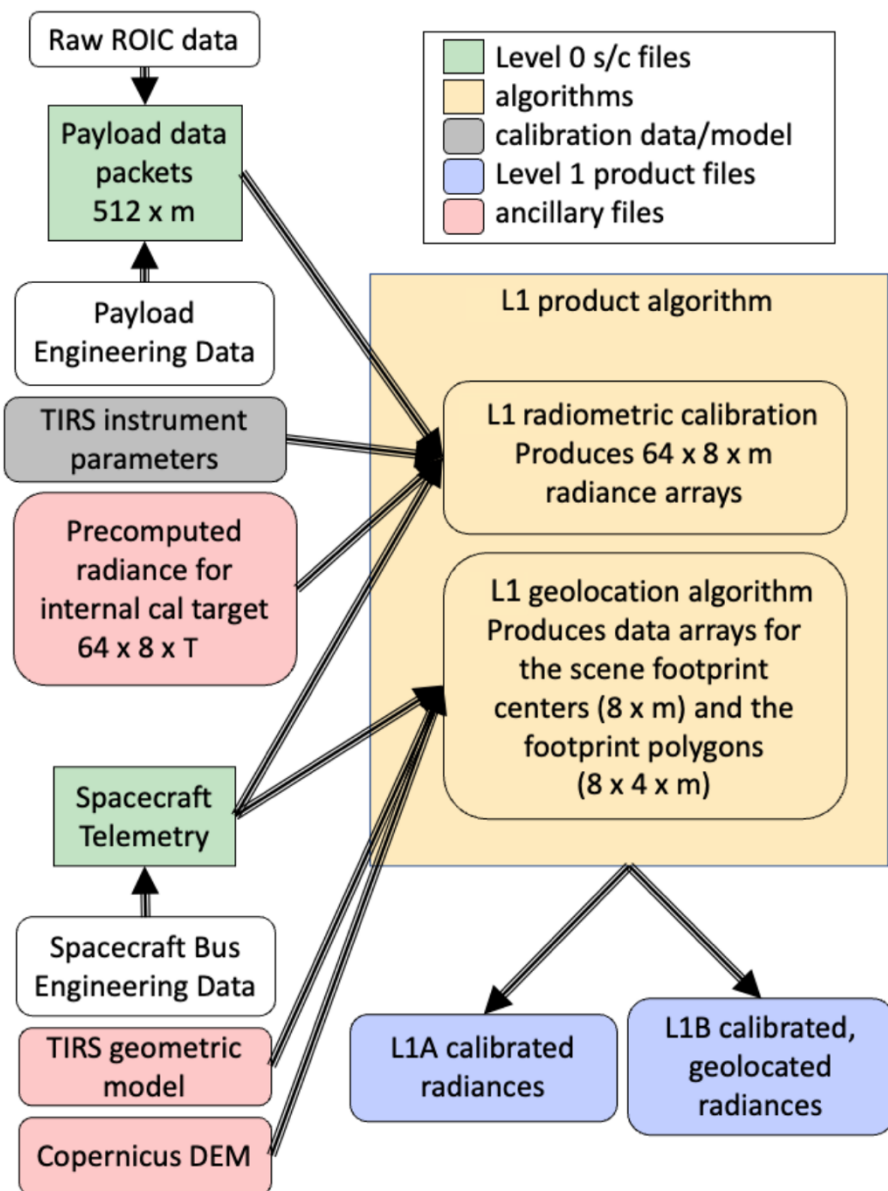 Raw ROIC data
Payload data
packets
512 x m
Payload
Engineering Data
TIRS instrument
parameters
Precomputed
radiance for
internal cal target
64 x 8 x T
Spacecraft
Telemetry
Spacecraft Bus
Engineering Data
TIRS geometric
model
Copernicus DEM
Level 0 s/c files
algorithms
calibration data/model
Level 1 product files
ancillary files
L1 product algorithm
L1 radiometric calibration
Produces 64 x 8 x m
radiance arrays
L1 geolocation algorithm
Produces data arrays for
the scene footprint
centers (8 x m) and the
footprint polygons
(8 x 4 x m)
L1A calibrated
radiances
L1B calibrated,
geolocated
radiances